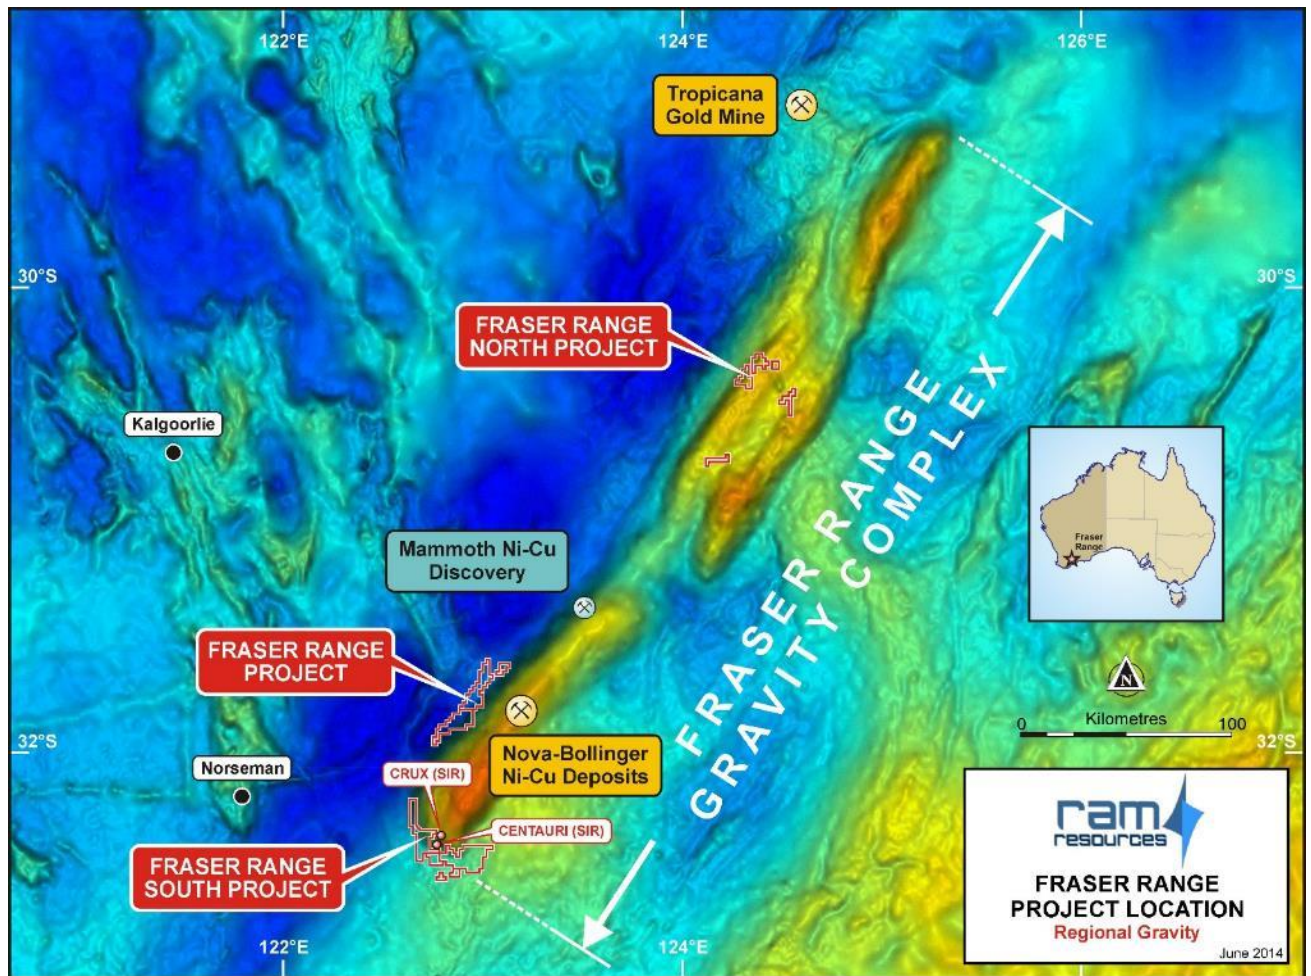 122°E
124°E
126°E
Tropicana
Gold Mine
30°S
30°S
FRASER RANGE
NORTH PROJECT
Kalgoorlie
FRASER RANGE
GRAVITY COMPLEX
Fraser
Range
Mammoth Ni-Cu
Discovery
FRASER RANGE
PROJECT
N
0
Kilometres
100
32°S
Nova-Bollinger
Ni-Cu Deposits
Norseman
CRUX (SIR)
CENTAURI (SIR)
FRASER RANGE
SOUTH PROJECT
ram
resources
FRASER RANGE
PROJECT LOCATION
Regional Gravity
June 2014
122°E
124°E